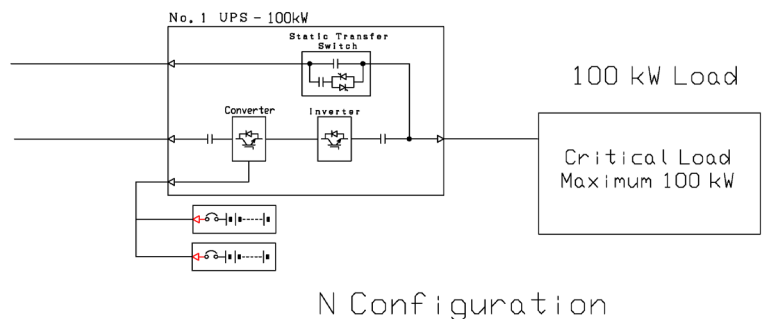 No. 1 UPS - 100kW
Static Transfer
Switch
100 kW Load
Converter
Inverter
Critical Load
Maximum 100 kW
N Configuration